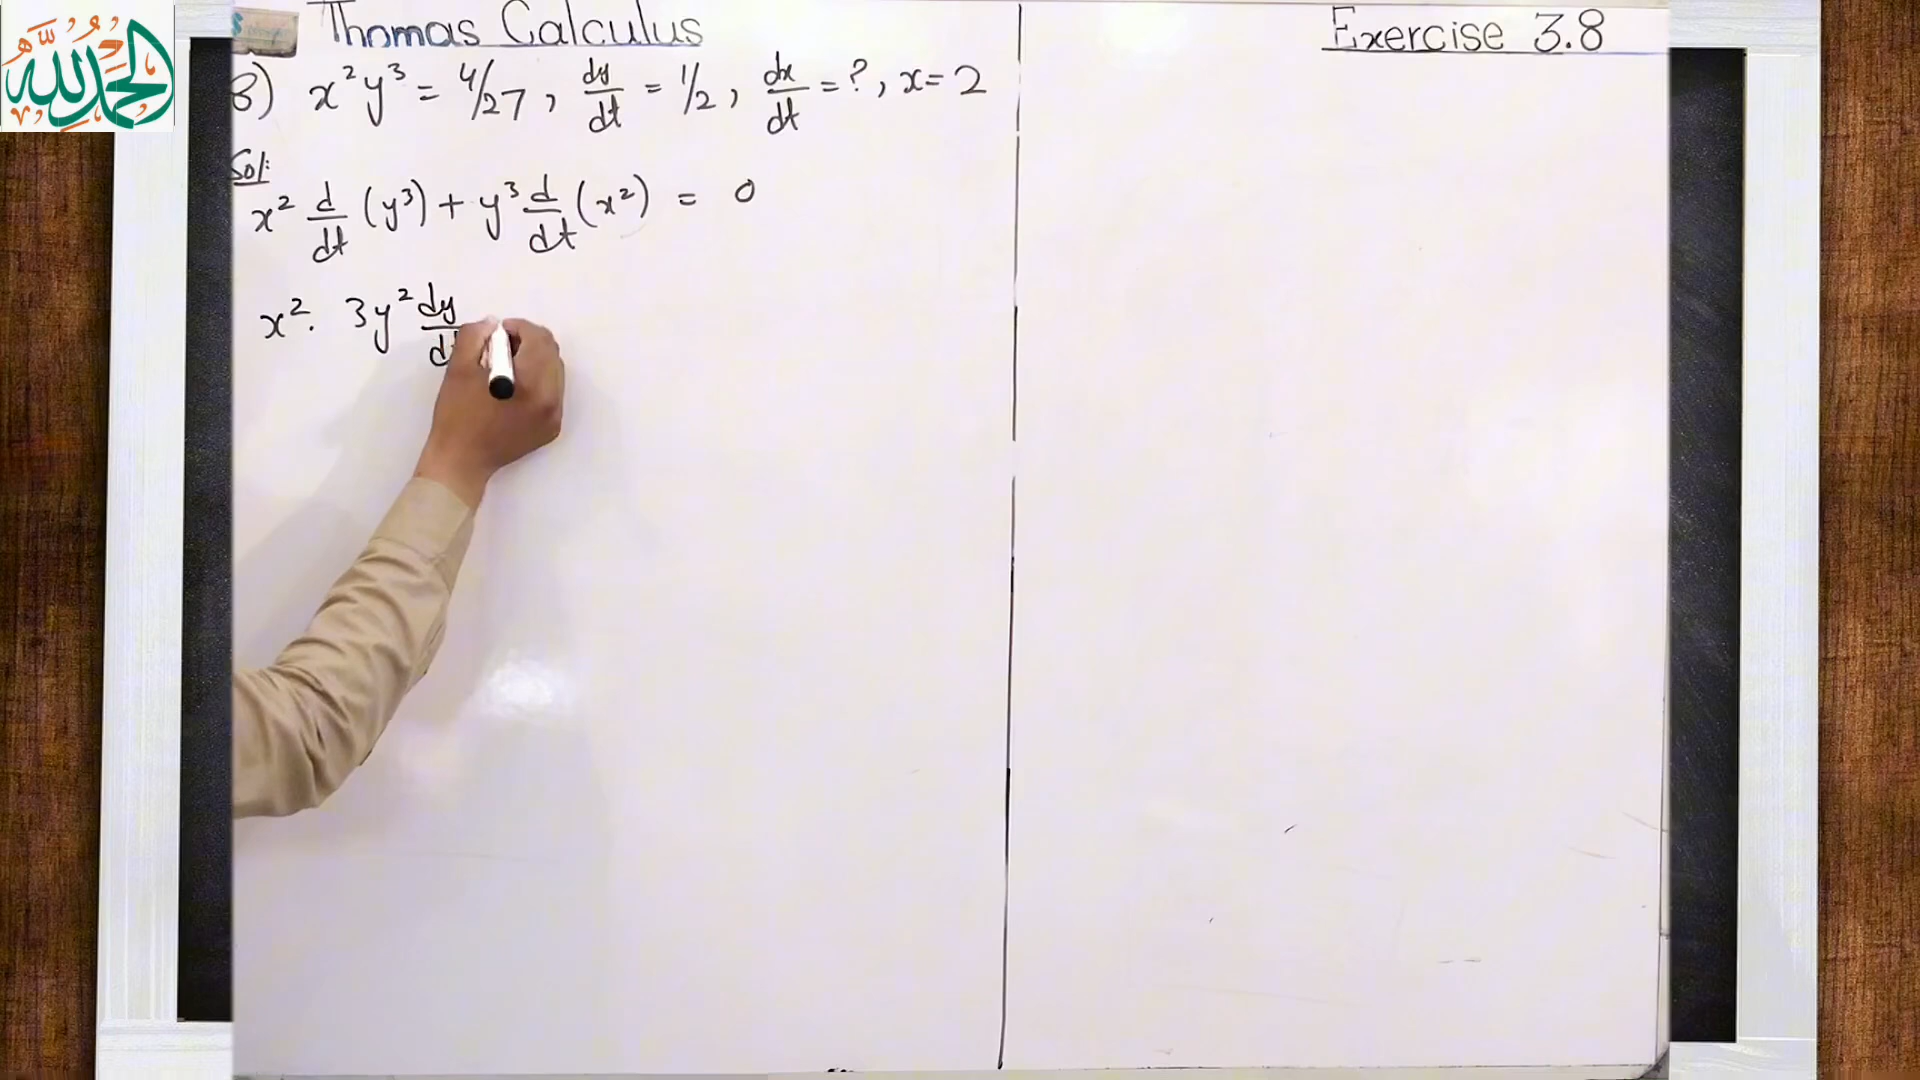 الحمد لله
Thomas Calculus
Exercise 3.8
8) x²y³ = 4/27, dy/dt = 1/2, dx/dt = ?, x = 2
Sol:
x² d/dt (y³) + y³ d/dt (x²) = 0
x². 3y² dy/dt